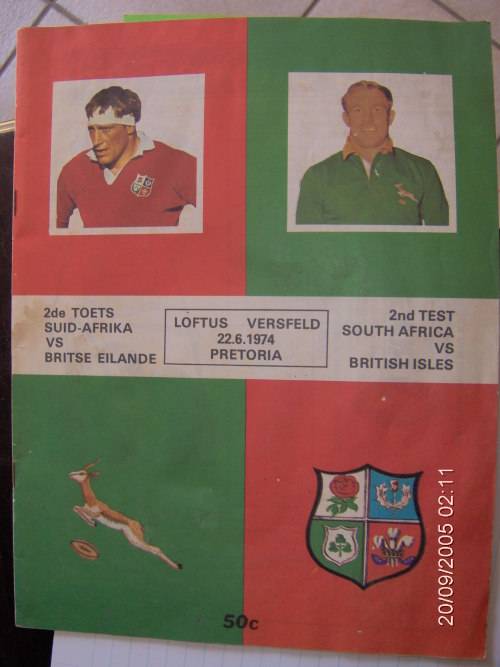 2de TOETS
SUID-AFRIKA
VS
BRITSE EILANDE
LOFTUS VERSFELD
22.6.1974
PRETORIA
2nd TEST
SOUTH AFRICA
VS
BRITISH ISLES
50c
20/09/2005 02:11